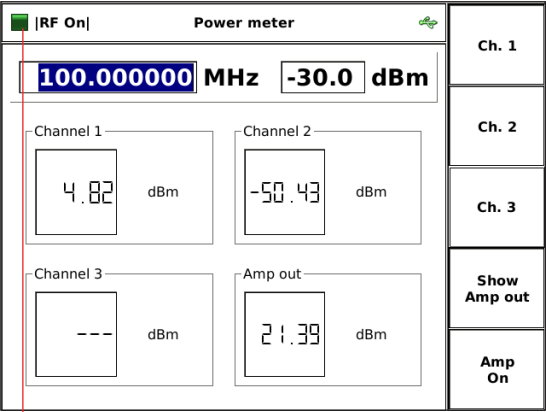 |RF On|
Power meter
100.000000 MHz -30.0 dBm
Channel 1
4.82 dBm
Channel 2
-50.43 dBm
Channel 3
--- dBm
Amp out
21.39 dBm
Ch. 1
Ch. 2
Ch. 3
Show
Amp out
Amp
On